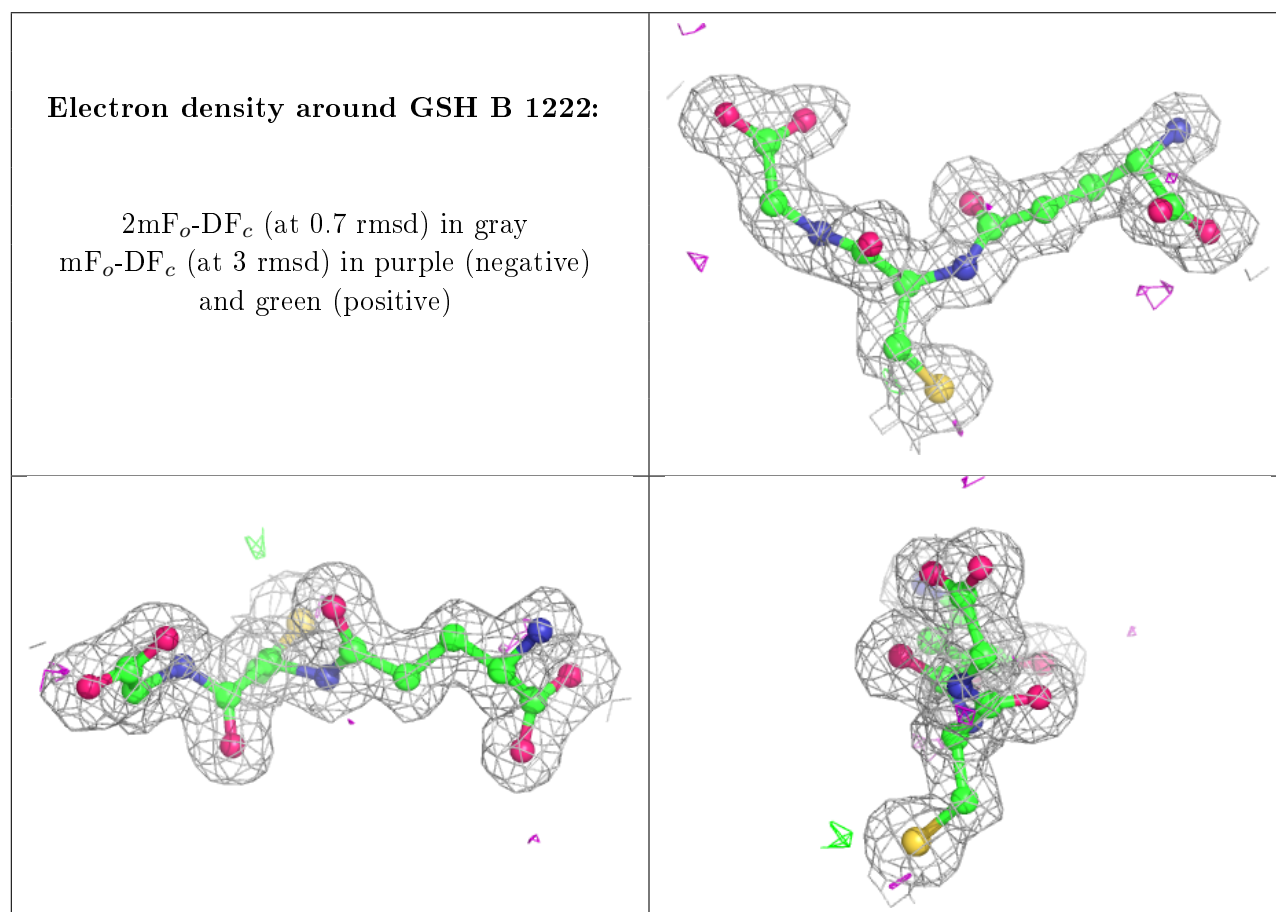 Electron density around GSH B 1222:
2mFₒ-DF𝒸 (at 0.7 rmsd) in gray
mFₒ-DF𝒸 (at 3 rmsd) in purple (negative)
and green (positive)